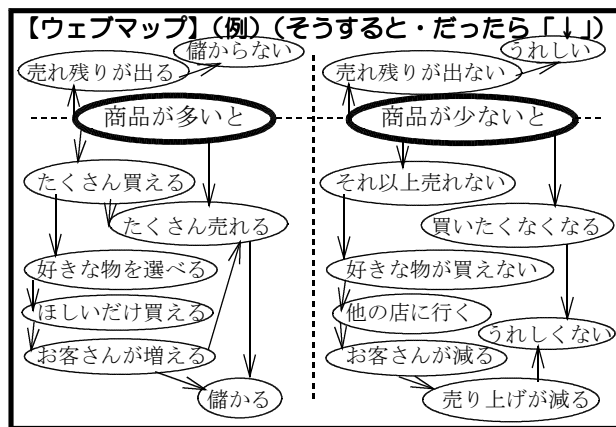 【ウェブマップ】(例)(そうすると・だったら「↓」)
儲からない
売れ残りが出る
商品が多いと
たくさん買える
たくさん売れる
好きな物を選べる
ほしいだけ買える
お客さんが増える
儲かる
うれしい
売れ残りが出ない
商品が少ないと
それ以上売れない
買いたくなくなる
好きな物が買えない
他の店に行く
うれしくない
お客さんが減る
売り上げが減る